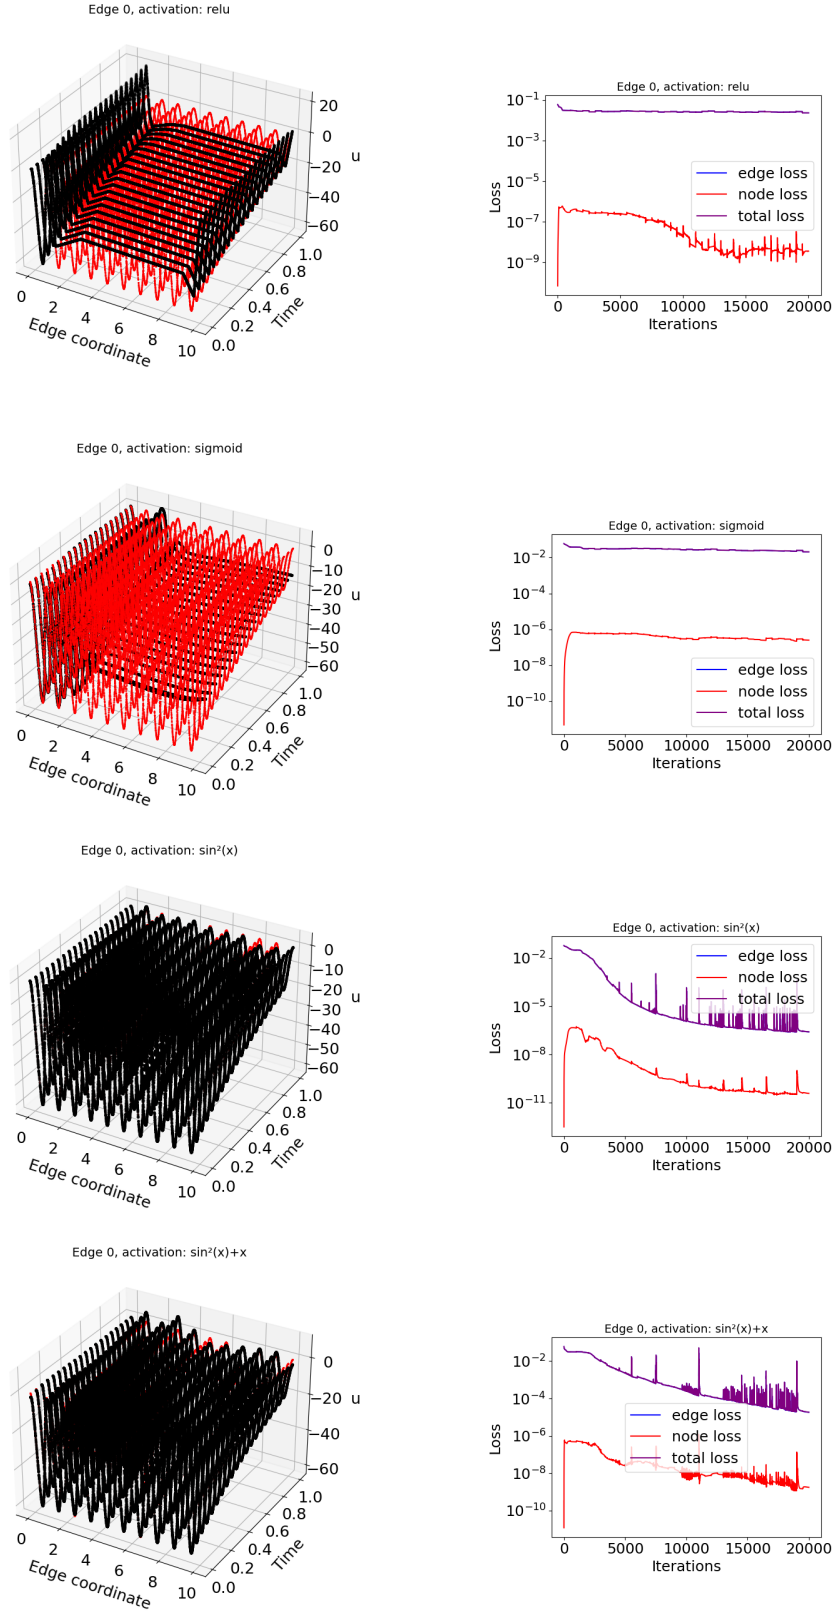 Edge 0, activation: relu
20
0
−20
−40
−60
u
0
2
4
6
8
10
Edge coordinate
0.0
0.2
0.4
0.6
0.8
1.0
Time
Edge 0, activation: relu
10⁻¹
10⁻³
10⁻⁵
10⁻⁷
10⁻⁹
Loss
edge loss
node loss
total loss
0 5000 10000 15000 20000
Iterations
Edge 0, activation: sigmoid
0
−10
−20
−30
−40
−50
−60
u
0
2
4
6
8
10
Edge coordinate
0.0
0.2
0.4
0.6
0.8
1.0
Time
Edge 0, activation: sigmoid
10⁻²
10⁻⁴
10⁻⁶
10⁻⁸
10⁻¹⁰
Loss
edge loss
node loss
total loss
0 5000 10000 15000 20000
Iterations
Edge 0, activation: sin²(x)
0
−10
−20
−30
−40
−50
−60
u
0
2
4
6
8
10
Edge coordinate
0.0
0.2
0.4
0.6
0.8
1.0
Time
Edge 0, activation: sin²(x)
10⁻²
10⁻⁵
10⁻⁸
10⁻¹¹
Loss
edge loss
node loss
total loss
0 5000 10000 15000 20000
Iterations
Edge 0, activation: sin²(x)+x
0
−20
−40
−60
u
0
2
4
6
8
10
Edge coordinate
0.0
0.2
0.4
0.6
0.8
1.0
Time
Edge 0, activation: sin²(x)+x
10⁻²
10⁻⁴
10⁻⁶
10⁻⁸
10⁻¹⁰
Loss
edge loss
node loss
total loss
0 5000 10000 15000 20000
Iterations